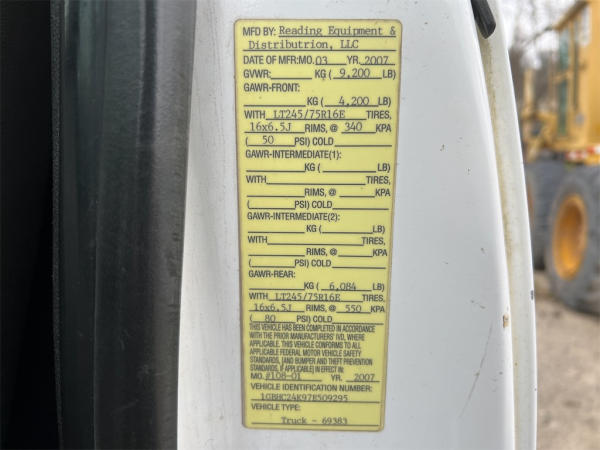 MFD BY: Reading Equipment &
Distributrion, LLC
DATE OF MFR:MO.03 YR. 2007
GVWR: KG ( 9,200 LB)
GAWR-FRONT:
KG ( 4,200 LB)
WITH LT245/75R16E TIRES,
16x6.5J RIMS, @ 340 KPA
( 50 PSI) COLD
GAWR-INTERMEDIATE(1):
KG ( LB)
WITH TIRES,
RIMS, @ KPA
( PSI) COLD
GAWR-INTERMEDIATE(2):
KG ( LB)
WITH TIRES,
RIMS, @ KPA
( PSI) COLD
GAWR-REAR:
KG ( 6,084 LB)
WITH LT245/75R16E TIRES,
16x6.5J RIMS, @ 550 KPA
( 80 PSI) COLD
THIS VEHICLE HAS BEEN COMPLETED IN ACCORDANCE
WITH THE PRIOR MANUFACTURERS' IVD, WHERE
APPLICABLE. THIS VEHICLE CONFORMS TO ALL
APPLICABLE FEDERAL MOTOR VEHICLE SAFETY
STANDARDS, [AND BUMPER AND THEFT PREVENTION
STANDARDS, IF APPLICABLE] IN EFFECT IN:
MO. #108-01 YR. 2007
VEHICLE IDENTIFICATION NUMBER:
1GBHC24K97E509295
VEHICLE TYPE:
Truck - 69383